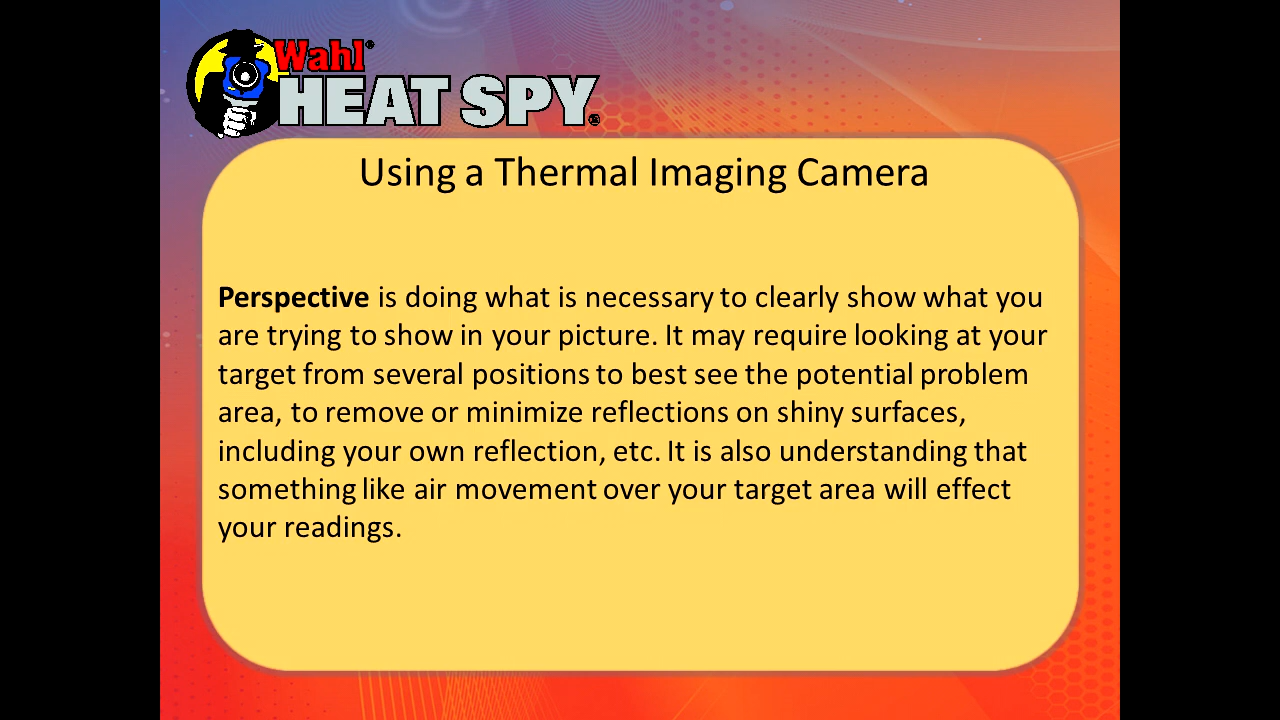 Wahl®
HEAT SPY®
Using a Thermal Imaging Camera
Perspective is doing what is necessary to clearly show what you
are trying to show in your picture. It may require looking at your
target from several positions to best see the potential problem
area, to remove or minimize reflections on shiny surfaces,
including your own reflection, etc. It is also understanding that
something like air movement over your target area will effect
your readings.